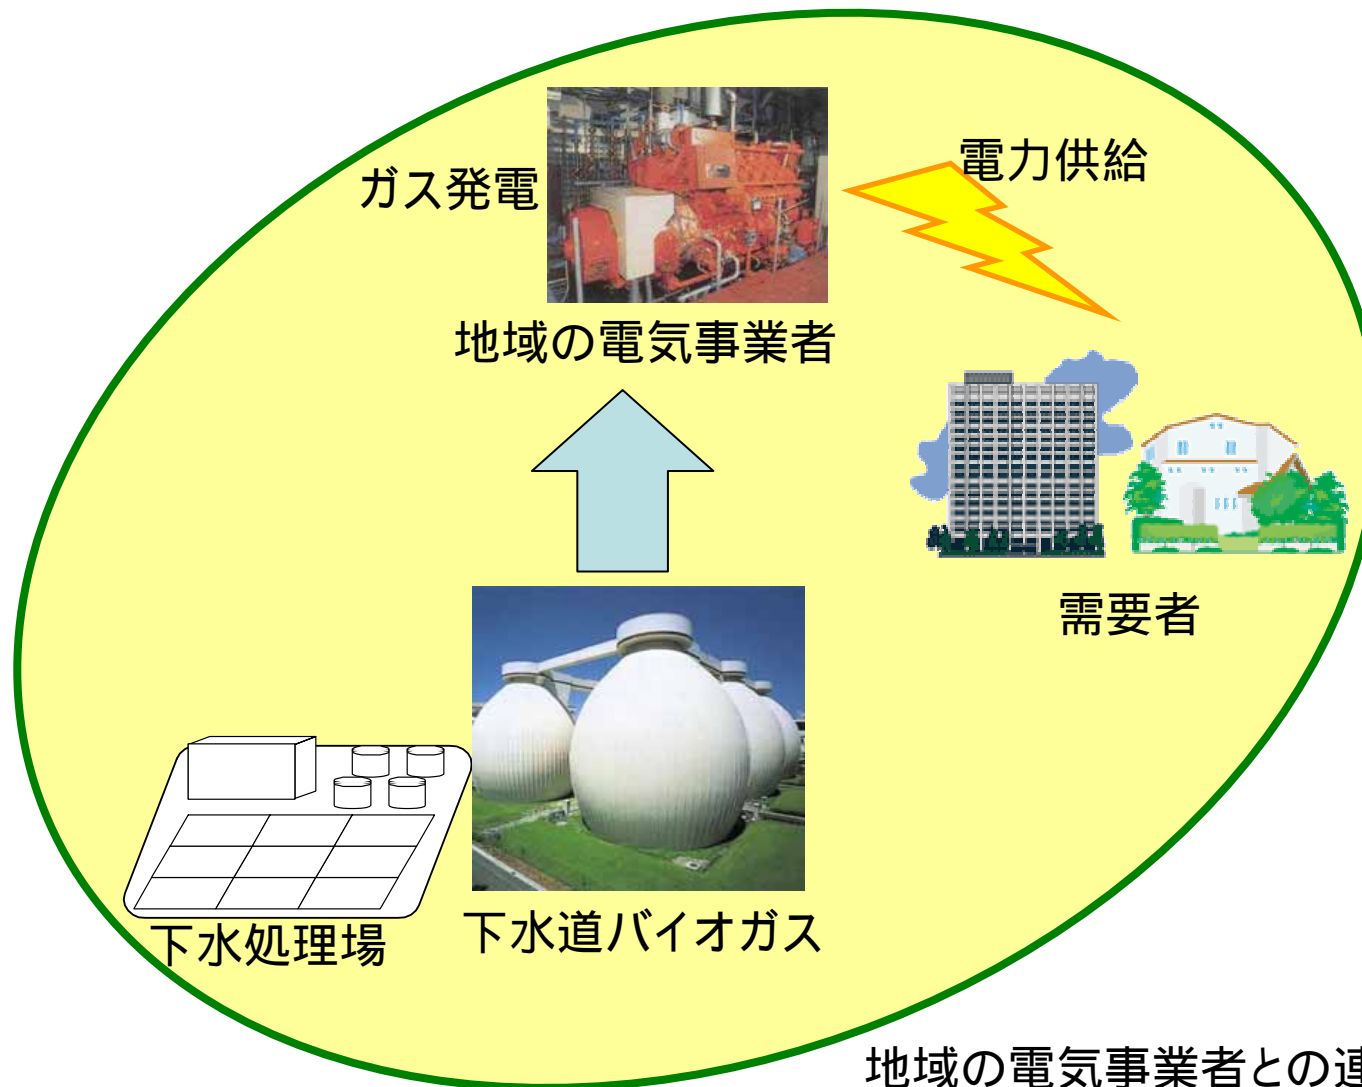 電力供給
ガス発電
地域の電気事業者
需要者
下水道バイオガス
下水処理場
地域の電気事業者との連